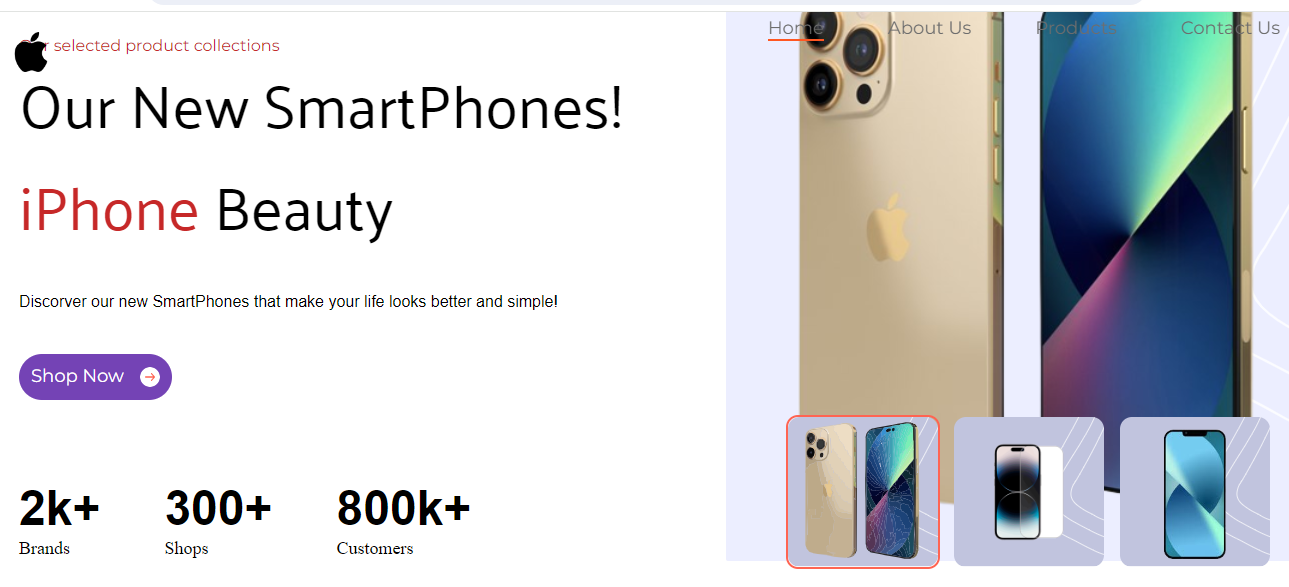 Home About Us Products Contact Us
selected product collections
Our New SmartPhones!
iPhone Beauty
Discorver our new SmartPhones that make your life looks better and simple!
Shop Now
2k+ 300+ 800k+
Brands Shops Customers